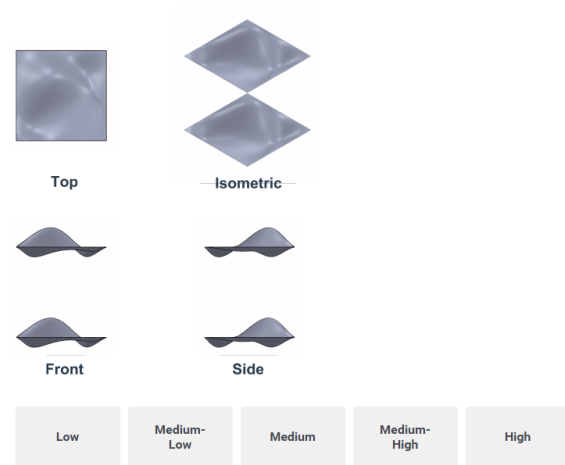 Top
Isometric
Front
Side
Low
Medium-
Low
Medium
Medium-
High
High